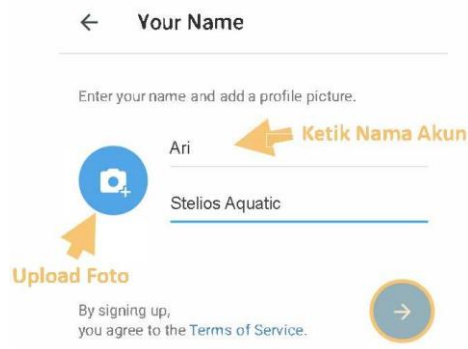 Your Name
Enter your name and add a profile picture.
Ari
Ketik Nama Akun
Stelios Aquatic
Upload Foto
By signing up,
you agree to the Terms of Service.